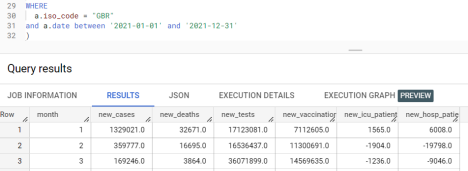 29 WHERE
30 a.iso_code = "GBR"
31 and a.date between '2021-01-01' and '2021-12-31'
32 )
Query results
JOB INFORMATION RESULTS JSON EXECUTION DETAILS EXECUTION GRAPH PREVIEW
Row month new_cases new_deaths new_tests new_vaccination new_icu_patient new_hosp_patie
1 1 1329021.0 32671.0 17123081.0 7112605.0 1565.0 6008.0
2 2 359777.0 16695.0 16536437.0 11300691.0 -1904.0 -19798.0
3 3 169246.0 3864.0 36071899.0 14569635.0 -1236.0 -9046.0